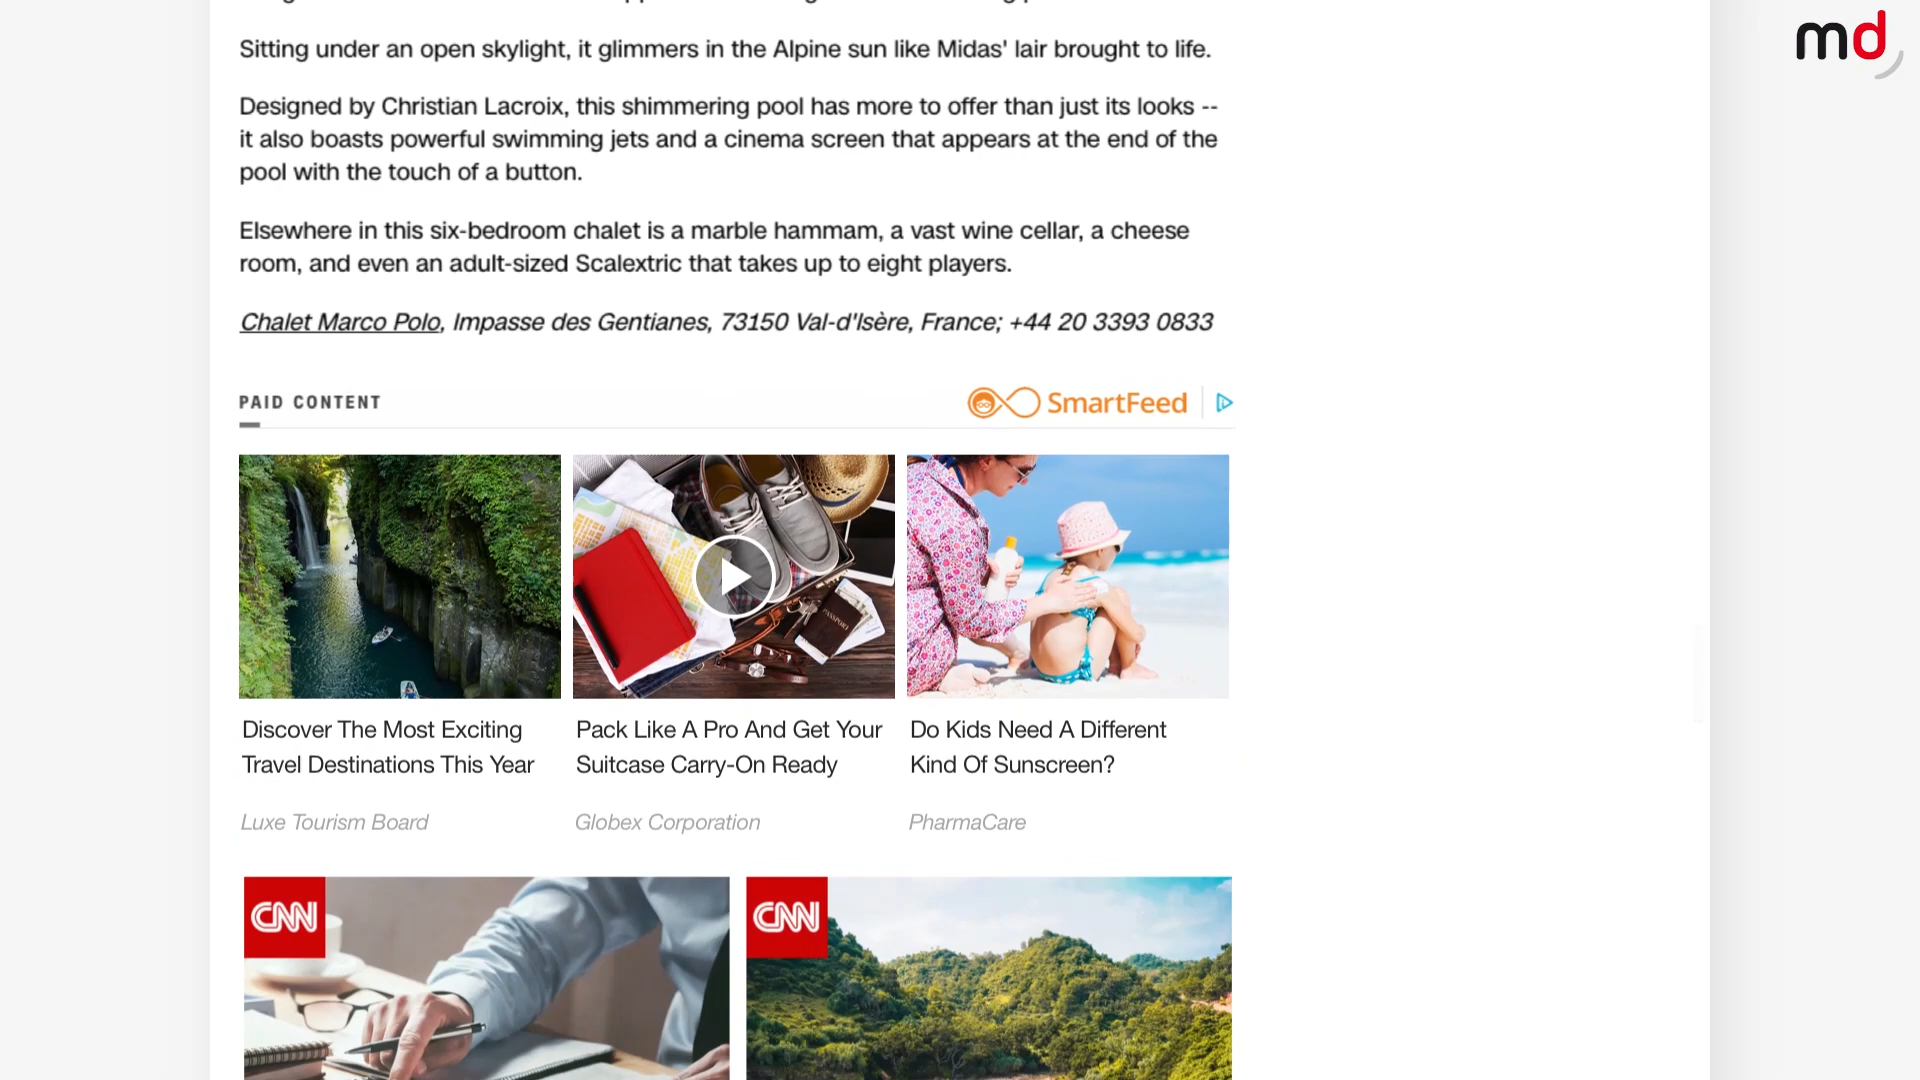 md
Sitting under an open skylight, it glimmers in the Alpine sun like Midas' lair brought to life.
Designed by Christian Lacroix, this shimmering pool has more to offer than just its looks --
it also boasts powerful swimming jets and a cinema screen that appears at the end of the
pool with the touch of a button.
Elsewhere in this six-bedroom chalet is a marble hammam, a vast wine cellar, a cheese
room, and even an adult-sized Scalextric that takes up to eight players.
Chalet Marco Polo, Impasse des Gentianes, 73150 Val-d'Isère, France; +44 20 3393 0833
PAID CONTENT
SmartFeed
PASSPORT
Discover The Most Exciting
Travel Destinations This Year
Luxe Tourism Board
Pack Like A Pro And Get Your
Suitcase Carry-On Ready
Globex Corporation
Do Kids Need A Different
Kind Of Sunscreen?
PharmaCare
CNN
CNN